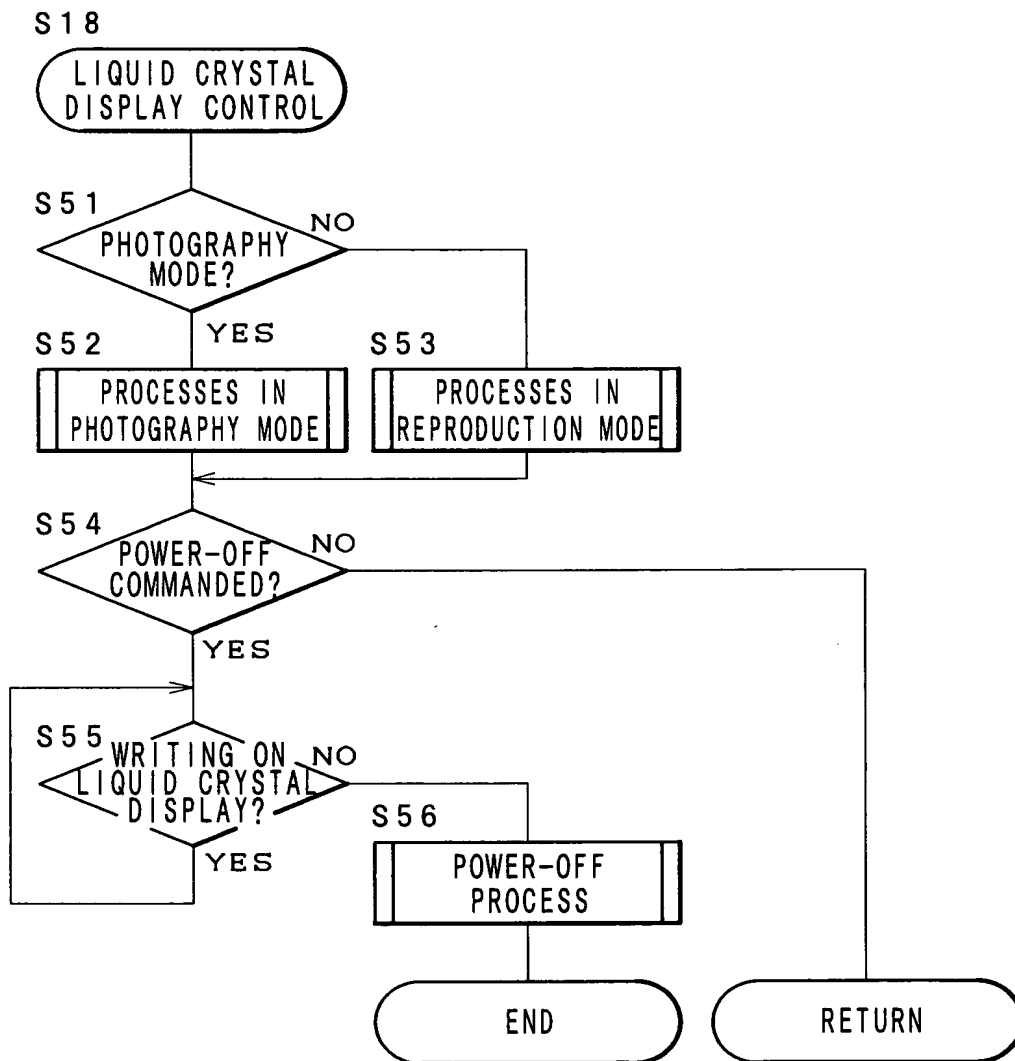 S18
LIQUID CRYSTAL
DISPLAY CONTROL
S51
NO
PHOTOGRAPHY
MODE?
YES
S52
PROCESSES IN
PHOTOGRAPHY MODE
S53
PROCESSES IN
REPRODUCTION MODE
S54
NO
POWER-OFF
COMMANDED?
YES
S55
WRITING ON
LIQUID CRYSTAL
DISPLAY?
NO
YES
S56
POWER-OFF
PROCESS
END
RETURN